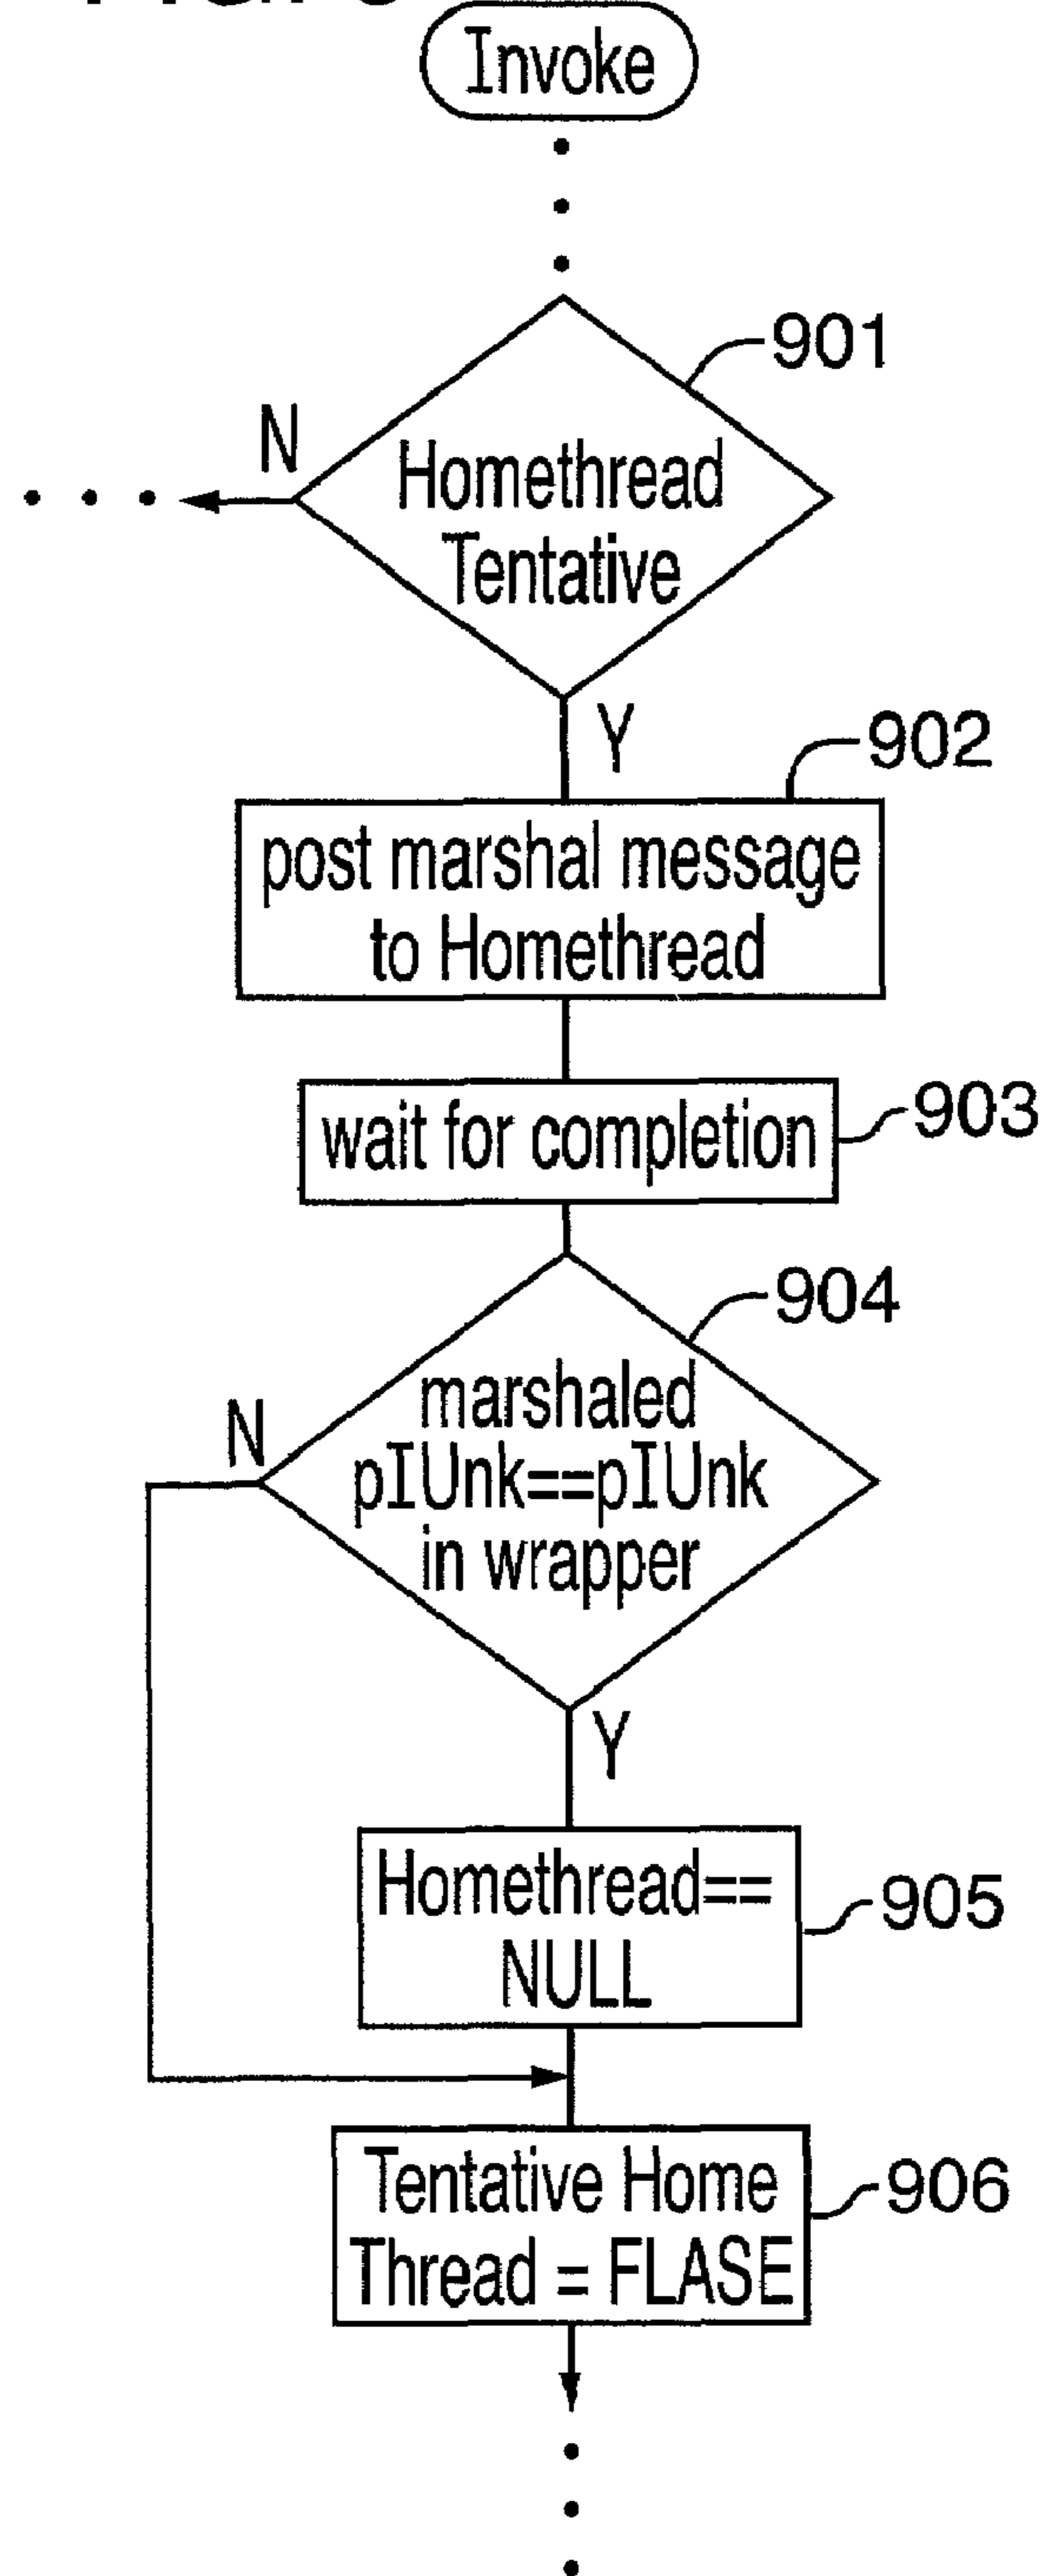 Invoke
901
N
Homethread
Tentative
Y
902
post marshal message
to Homethread
wait for completion
903
904
N
marshaled
pIUnk==pIUnk
in wrapper
Y
Homethread==
NULL
905
Tentative Home
Thread = FLASE
906